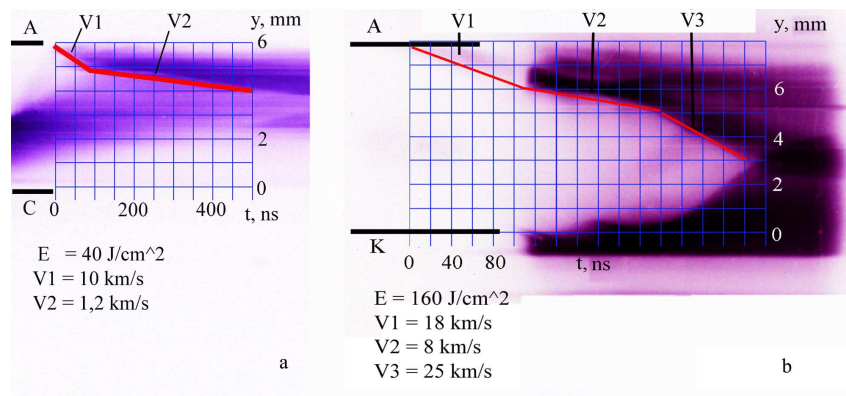 A
V1
V2
y, mm
6
2
0
C
0
200
400
t, ns
E = 40 J/cm^2
V1 = 10 km/s
V2 = 1,2 km/s
a
A
V1
V2
V3
y, mm
6
4
2
0
K
0
40
80
t, ns
E = 160 J/cm^2
V1 = 18 km/s
V2 = 8 km/s
V3 = 25 km/s
b